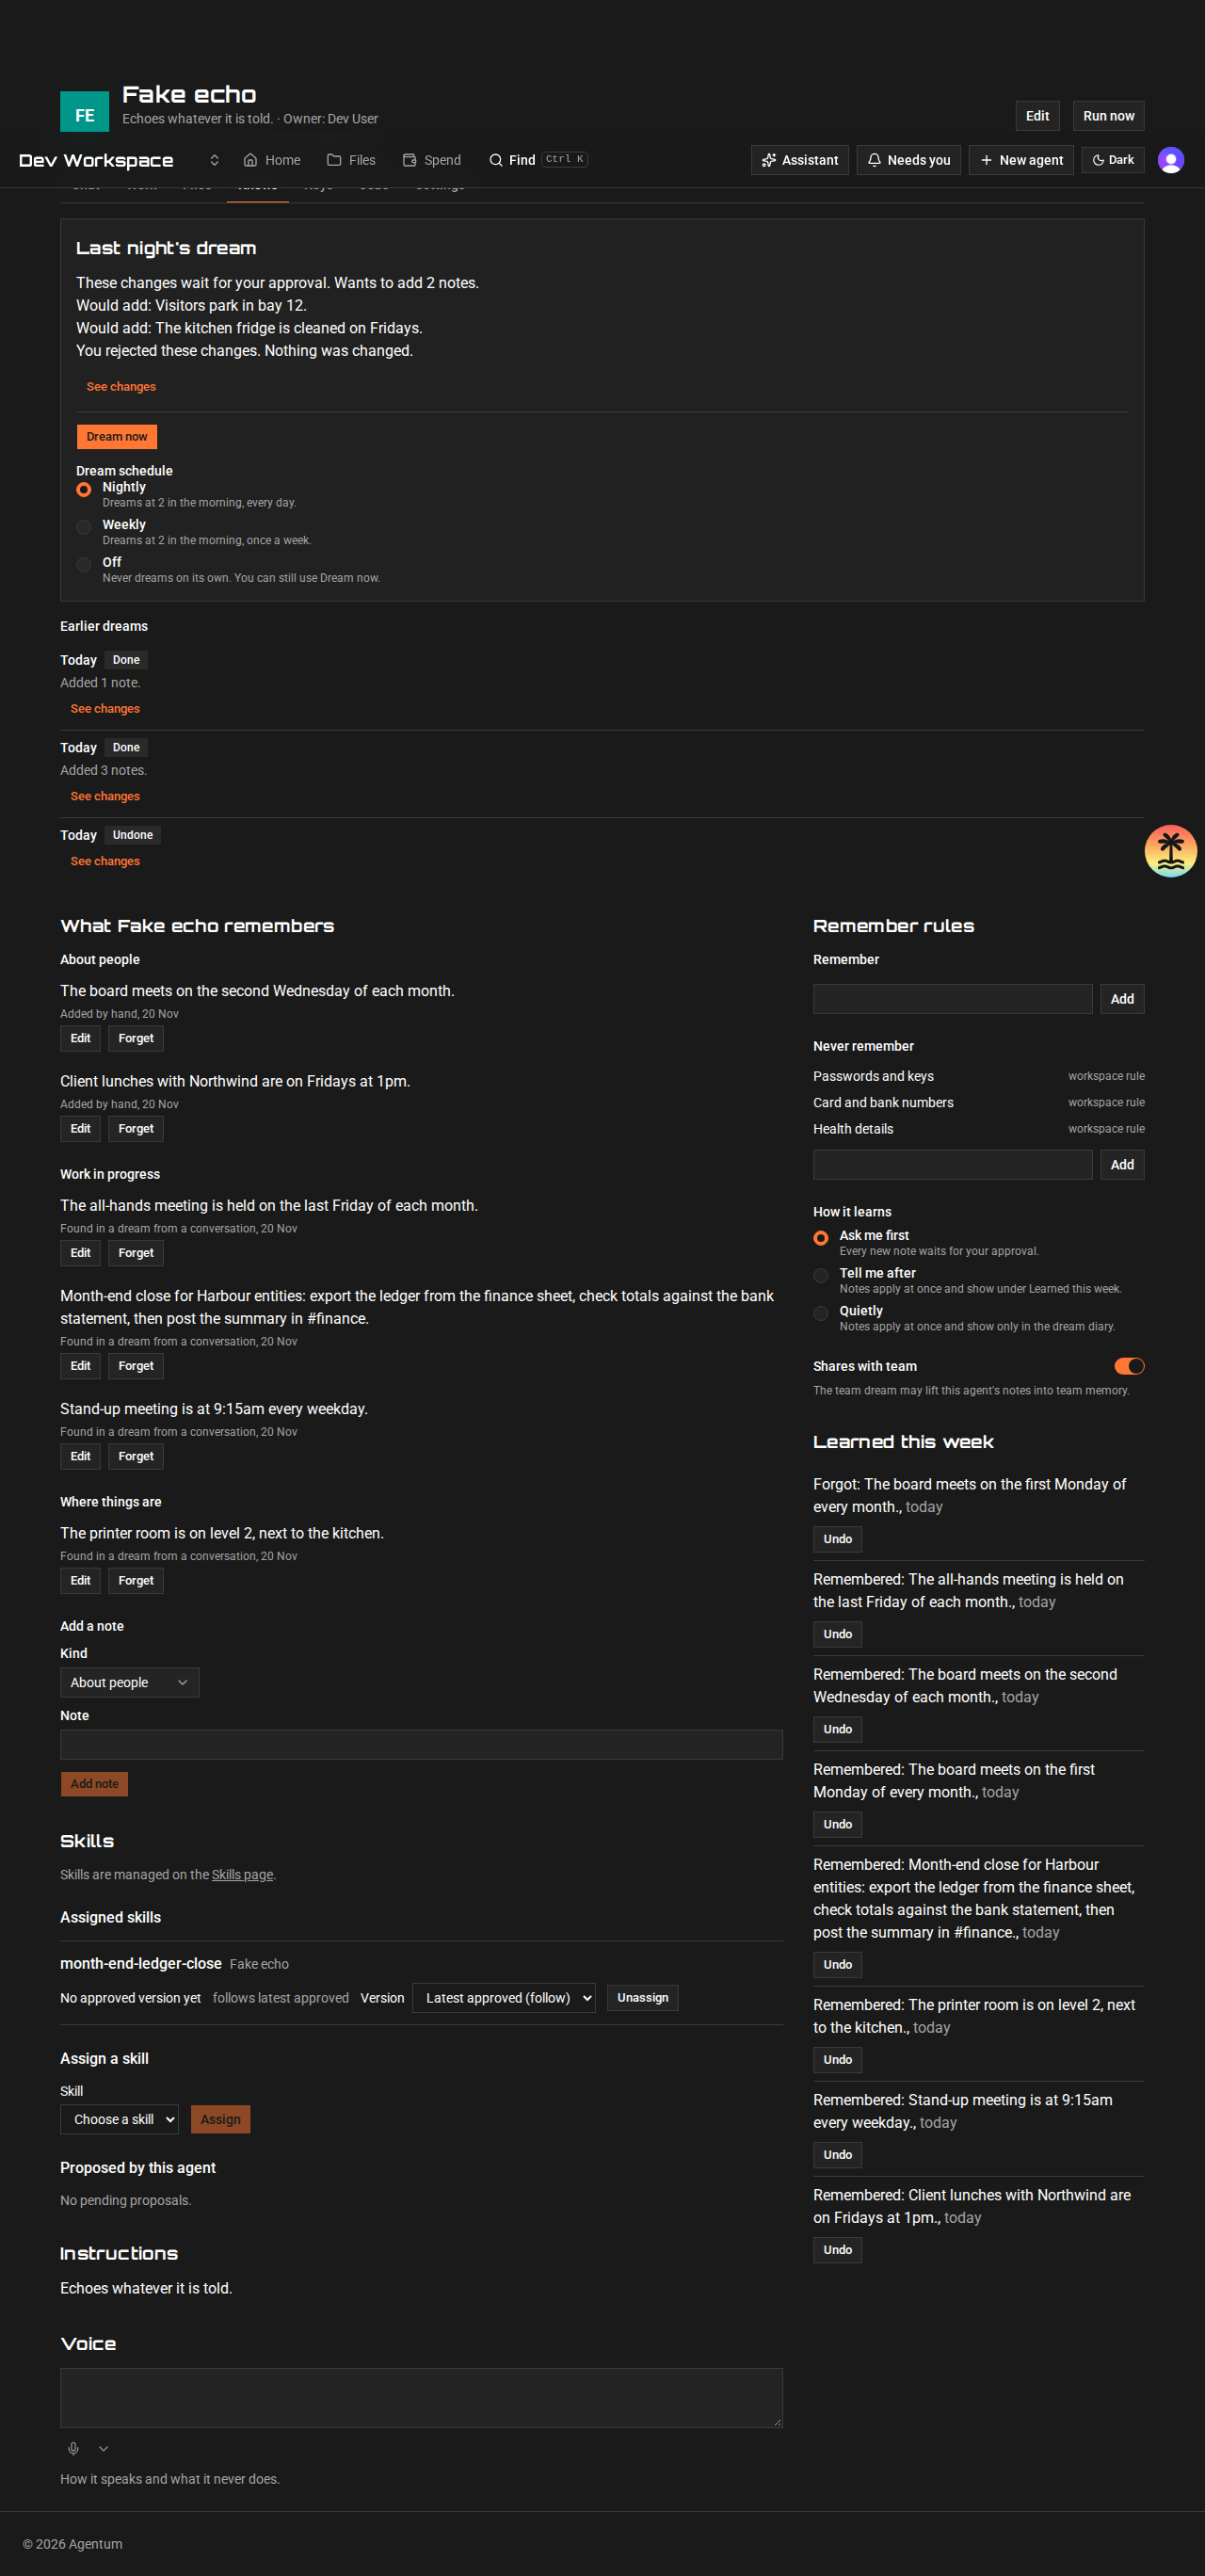 FE
Fake echo
Echoes whatever it is told. · Owner: Dev User
Edit
Run now
Dev Workspace
Home
Files
Spend
Find
Ctrl K
Assistant
Needs you
New agent
Dark
Last night's dream
These changes wait for your approval. Wants to add 2 notes.
Would add: Visitors park in bay 12.
Would add: The kitchen fridge is cleaned on Fridays.
You rejected these changes. Nothing was changed.
See changes
Dream now
Dream schedule
Nightly
Dreams at 2 in the morning, every day.
Weekly
Dreams at 2 in the morning, once a week.
Off
Never dreams on its own. You can still use Dream now.
Earlier dreams
Today Done
Added 1 note.
See changes
Today Done
Added 3 notes.
See changes
Today Undone
See changes
What Fake echo remembers
About people
The board meets on the second Wednesday of each month.
Added by hand, 20 Nov
Edit Forget
Client lunches with Northwind are on Fridays at 1pm.
Added by hand, 20 Nov
Edit Forget
Work in progress
The all-hands meeting is held on the last Friday of each month.
Found in a dream from a conversation, 20 Nov
Edit Forget
Month-end close for Harbour entities: export the ledger from the finance sheet, check totals against the bank
statement, then post the summary in #finance.
Found in a dream from a conversation, 20 Nov
Edit Forget
Stand-up meeting is at 9:15am every weekday.
Found in a dream from a conversation, 20 Nov
Edit Forget
Where things are
The printer room is on level 2, next to the kitchen.
Found in a dream from a conversation, 20 Nov
Edit Forget
Add a note
Kind
About people
Note
Add note
Skills
Skills are managed on the Skills page.
Assigned skills
month-end-ledger-close Fake echo
No approved version yet follows latest approved Version Latest approved (follow) Unassign
Assign a skill
Skill
Choose a skill Assign
Proposed by this agent
No pending proposals.
Instructions
Echoes whatever it is told.
Voice
How it speaks and what it never does.
Remember rules
Remember
Add
Never remember
Passwords and keys workspace rule
Card and bank numbers workspace rule
Health details workspace rule
Add
How it learns
Ask me first
Every new note waits for your approval.
Tell me after
Notes apply at once and show under Learned this week.
Quietly
Notes apply at once and show only in the dream diary.
Shares with team
The team dream may lift this agent's notes into team memory.
Learned this week
Forgot: The board meets on the first Monday of
every month., today
Undo
Remembered: The all-hands meeting is held on
the last Friday of each month., today
Undo
Remembered: The board meets on the second
Wednesday of each month., today
Undo
Remembered: The board meets on the first
Monday of every month., today
Undo
Remembered: Month-end close for Harbour
entities: export the ledger from the finance sheet,
check totals against the bank statement, then
post the summary in #finance., today
Undo
Remembered: The printer room is on level 2, next
to the kitchen., today
Undo
Remembered: Stand-up meeting is at 9:15am
every weekday., today
Undo
Remembered: Client lunches with Northwind are
on Fridays at 1pm., today
Undo
© 2026 Agentum